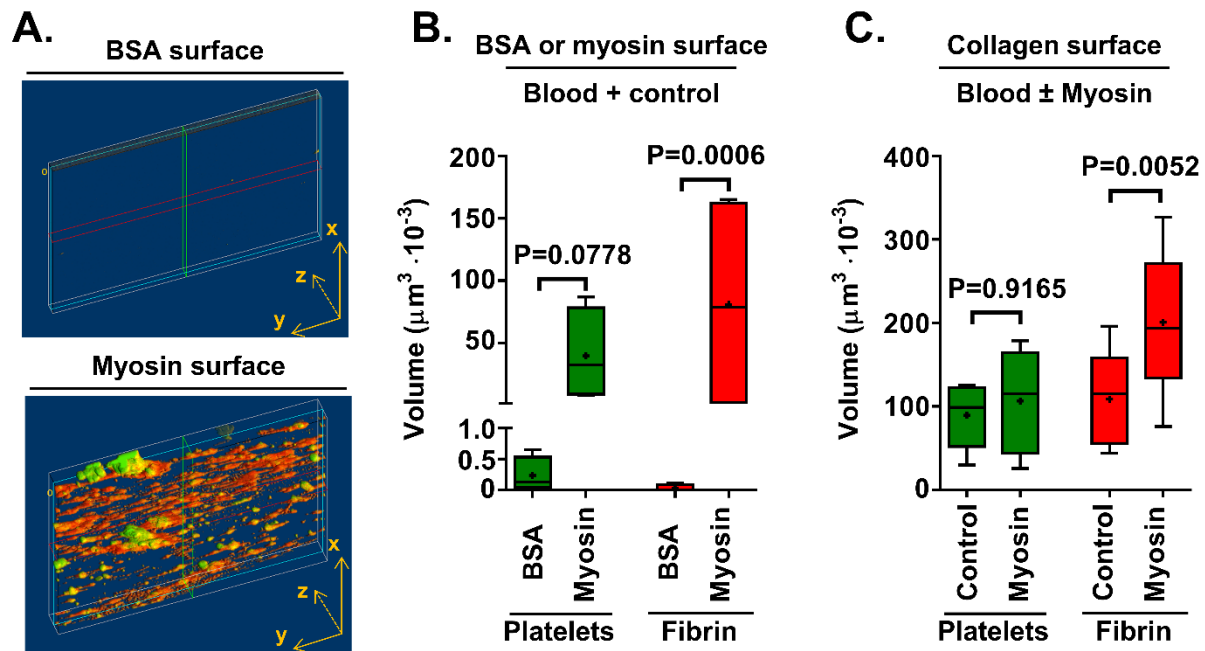 A.
BSA surface
o
x
z
y
Myosin surface
o
x
z
y
B.
BSA or myosin surface
Blood + control
Volume (μm³ ·10⁻³)
200
150
100
50
1.0
0.5
0
P=0.0778
P=0.0006
BSA
Myosin
BSA
Myosin
Platelets
Fibrin
C.
Collagen surface
Blood ± Myosin
Volume (μm³ ·10⁻³)
400
300
200
100
0
P=0.9165
P=0.0052
Control
Myosin
Control
Myosin
Platelets
Fibrin